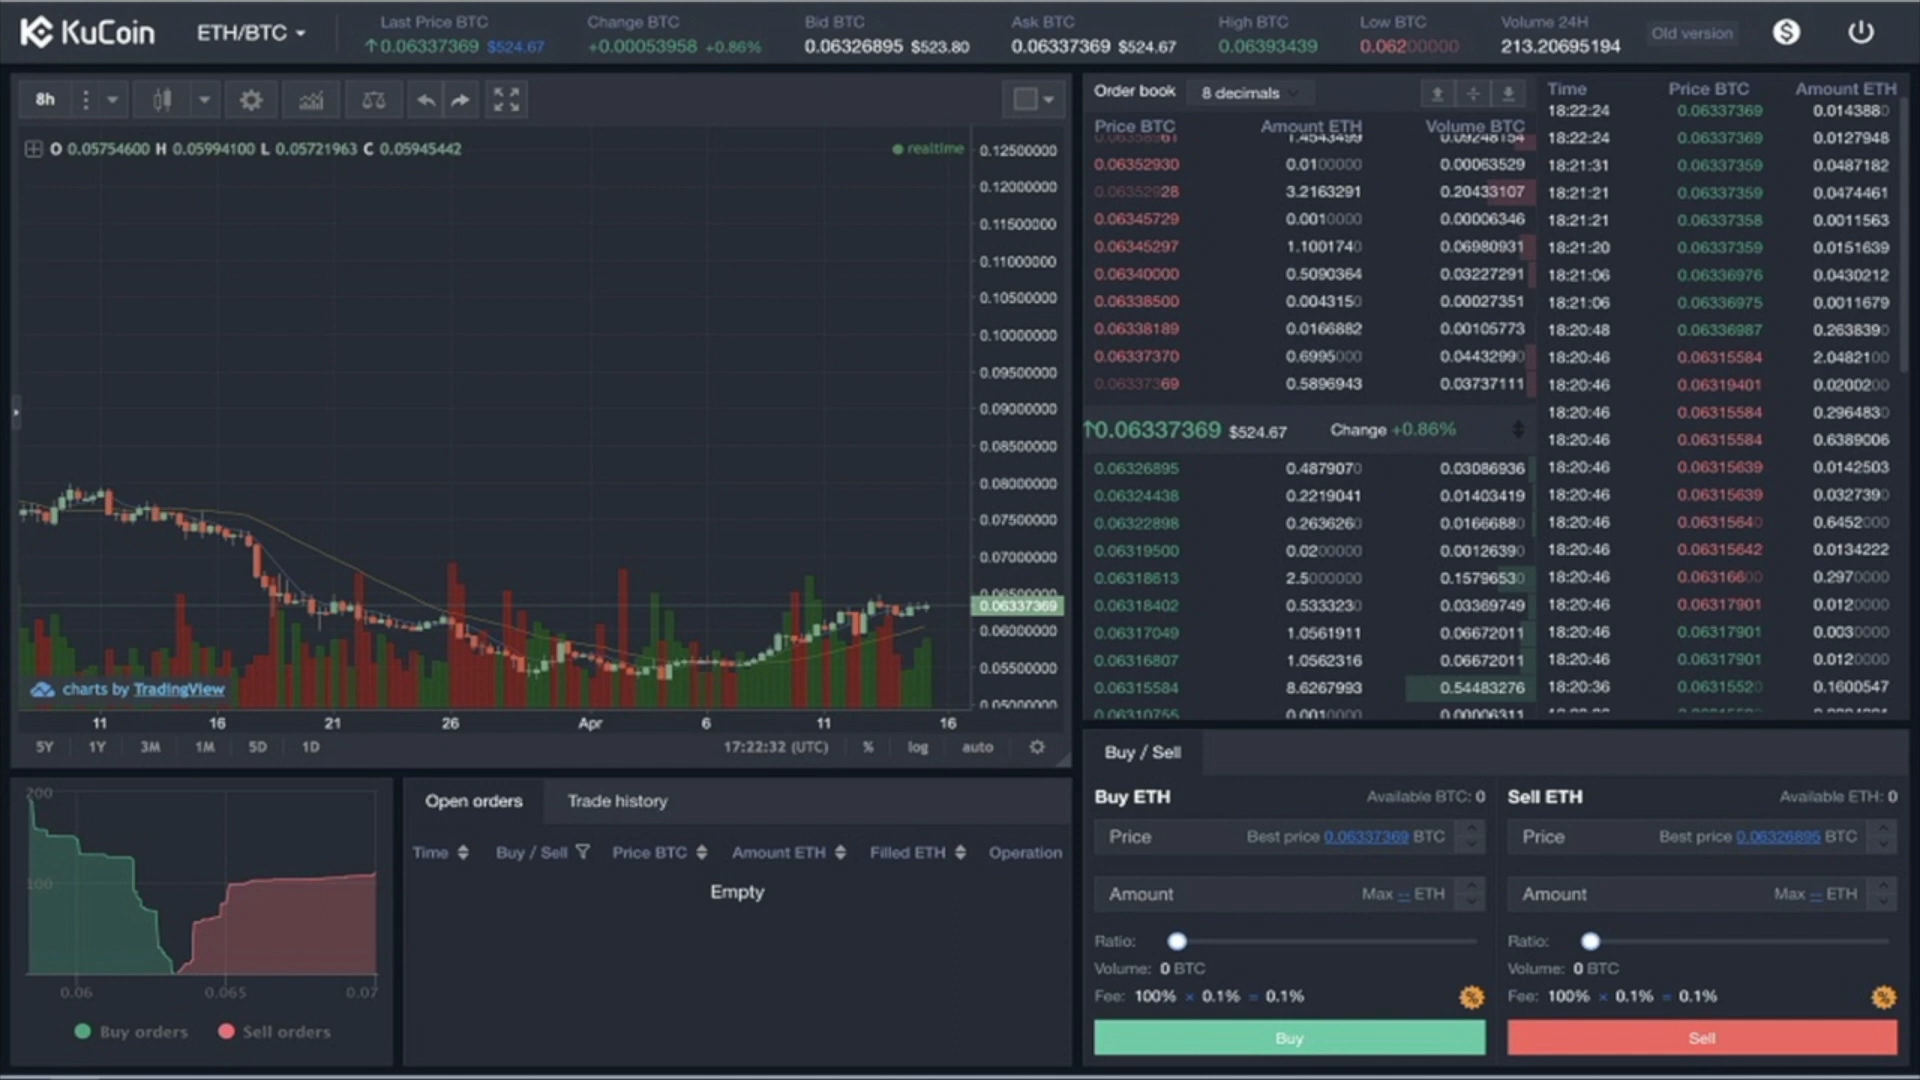 KuCoin
ETH/BTC
Last Price BTC
↑0.06337369 $524.67
Change BTC
+0.00053958 +0.86%
Bid BTC
0.06326895 $523.80
Ask BTC
0.06337369 $524.67
High BTC
0.06393439
Low BTC
0.06200000
Volume 24H
213.20695194
Old version
8h
O 0.05754600 H 0.05994100 L 0.05721963 C 0.05945442
realtime
0.12500000
0.12000000
0.11500000
0.11000000
0.10500000
0.10000000
0.09500000
0.09000000
0.08500000
0.08000000
0.07500000
0.07000000
0.06500000
0.06337369
0.06000000
0.05500000
0.05000000
charts by TradingView
11 16 21 26 Apr 6 11 16
5Y 1Y 3M 1M 5D 1D
17:22:32 (UTC) % log auto
200
100
0.06 0.065 0.07
Buy orders Sell orders
Open orders Trade history
Time Buy / Sell Price BTC Amount ETH Filled ETH Operation
Empty
Order book 8 decimals
Price BTC Amount ETH Volume BTC
0.06358961 1.4543499 0.09248154
0.06352930 0.0100000 0.00063529
0.06352928 3.2163291 0.20433107
0.06345729 0.0010000 0.00006346
0.06345297 1.1001740 0.06980931
0.06340000 0.5090364 0.03227291
0.06338500 0.0043150 0.00027351
0.06338189 0.0166882 0.00105773
0.06337370 0.6995000 0.04432990
0.06337369 0.5896943 0.03737111
↑0.06337369 $524.67 Change +0.86%
0.06326895 0.4879070 0.03086936
0.06324438 0.2219041 0.01403419
0.06322898 0.2636260 0.01666880
0.06319500 0.0200000 0.00126390
0.06318613 2.5000000 0.15796530
0.06318402 0.5333230 0.03369749
0.06317049 1.0561911 0.06672011
0.06316807 1.0562316 0.06672011
0.06315584 8.6267993 0.54483276
0.06310755 0.0010000 0.00006311
Time Price BTC Amount ETH
18:22:24 0.06337369 0.0143880
18:22:24 0.06337369 0.0127948
18:21:31 0.06337359 0.0487182
18:21:21 0.06337359 0.0474461
18:21:21 0.06337358 0.0011563
18:21:20 0.06337359 0.0151639
18:21:06 0.06336976 0.0430212
18:21:06 0.06336975 0.0011679
18:20:48 0.06336987 0.2638390
18:20:46 0.06315584 2.0482100
18:20:46 0.06319401 0.0200200
18:20:46 0.06315584 0.2964830
18:20:46 0.06315584 0.6389006
18:20:46 0.06315639 0.0142503
18:20:46 0.06315639 0.0327390
18:20:46 0.06315640 0.6452000
18:20:46 0.06315642 0.0134222
18:20:46 0.06316600 0.2970000
18:20:46 0.06317901 0.0120000
18:20:46 0.06317901 0.0030000
18:20:46 0.06317901 0.0120000
18:20:36 0.06315520 0.1600547
Buy / Sell
Buy ETH Available BTC: 0
Price Best price 0.06337369 BTC
Amount Max -- ETH
Ratio:
Volume: 0 BTC
Fee: 100% × 0.1% = 0.1%
Buy
Sell ETH Available ETH: 0
Price Best price 0.06326895 BTC
Amount Max -- ETH
Ratio:
Volume: 0 BTC
Fee: 100% × 0.1% = 0.1%
Sell